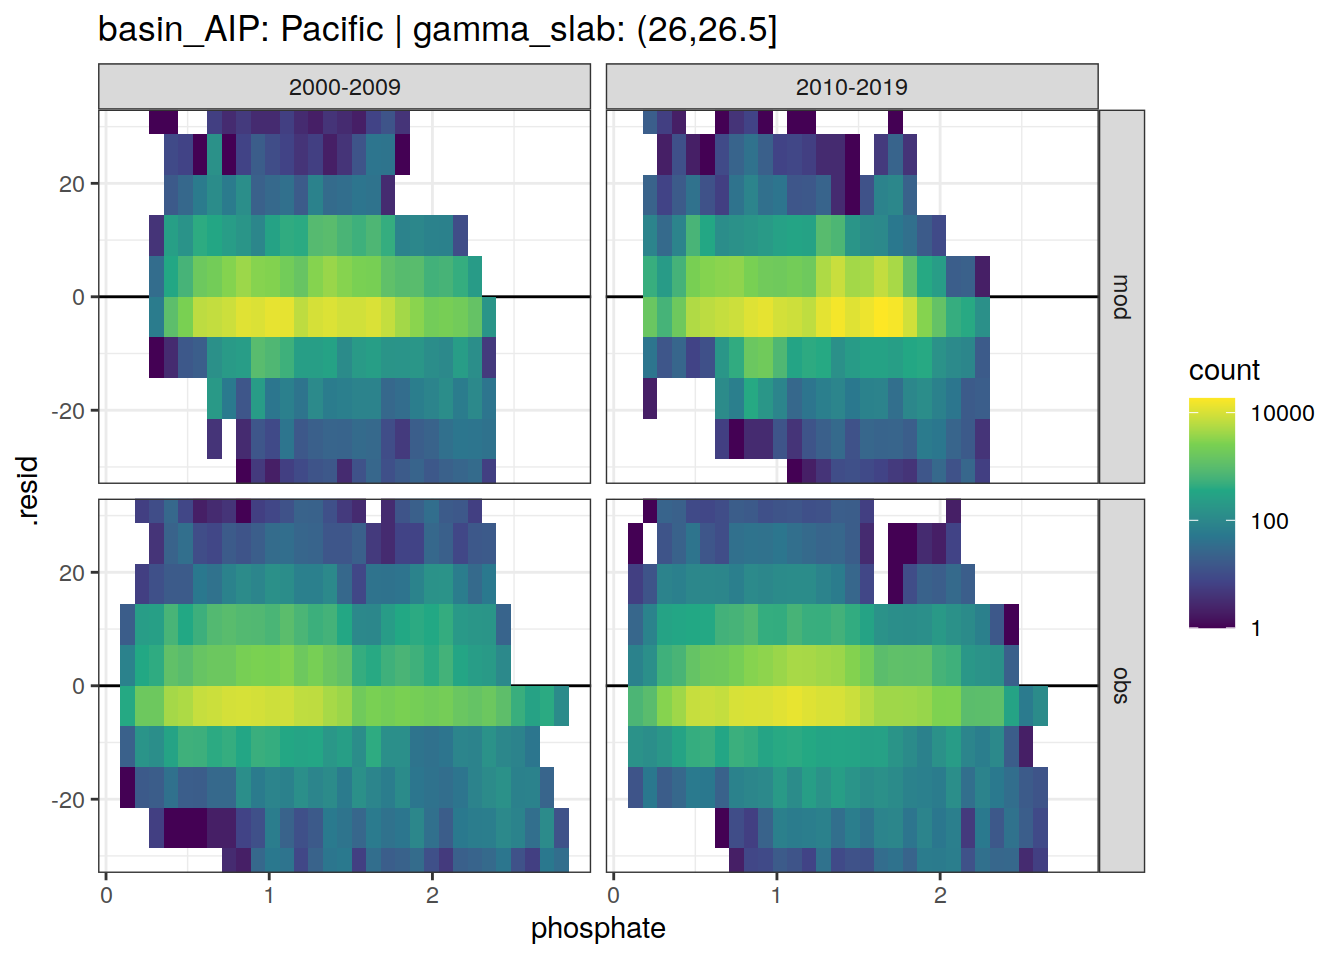 basin_AIP: Pacific | gamma_slab: (26,26.5]
2000-2009
2010-2019
20
0
-20
mod
20
0
-20
obs
.resid
0
1
2
0
1
2
phosphate
count
10000
100
1